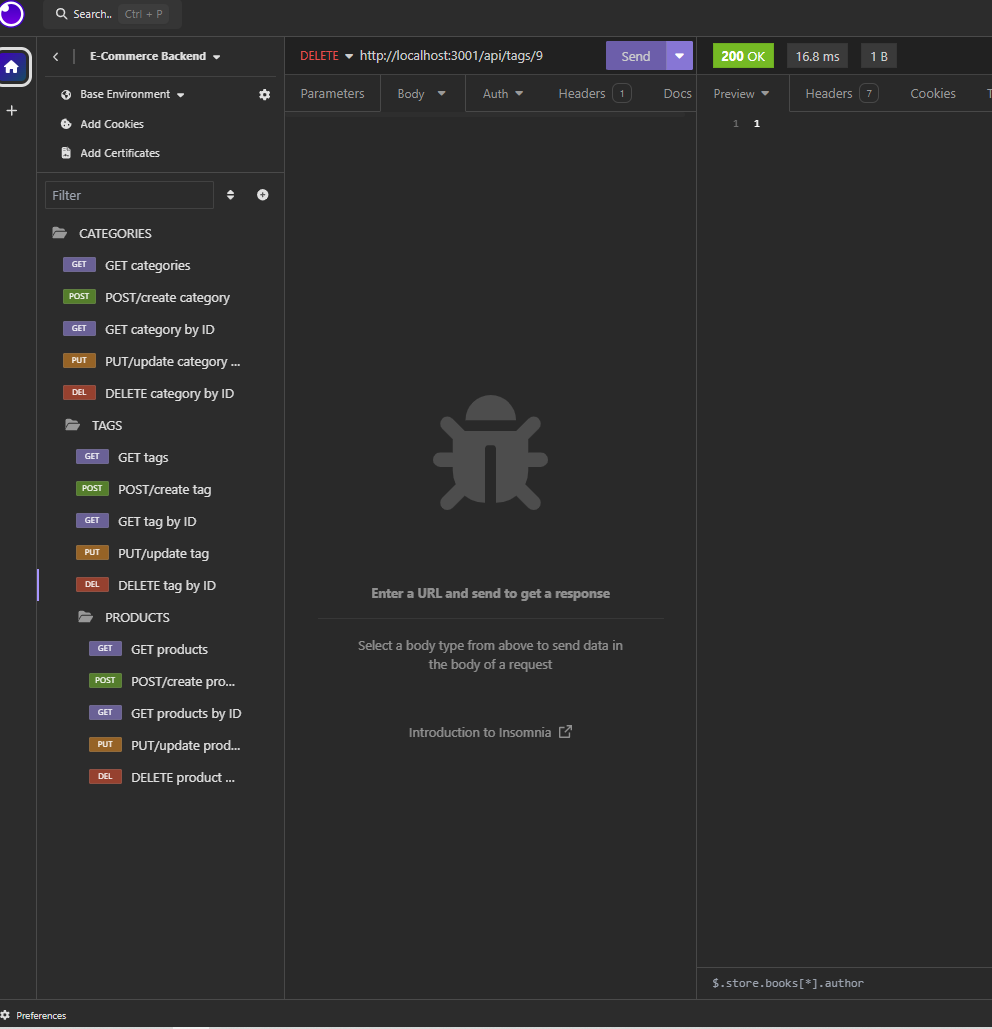 Search.. Ctrl + P
E-Commerce Backend
Base Environment
Add Cookies
Add Certificates
Filter
CATEGORIES
GET GET categories
POST POST/create category
GET GET category by ID
PUT PUT/update category ...
DEL DELETE category by ID
TAGS
GET GET tags
POST POST/create tag
GET GET tag by ID
PUT PUT/update tag
DEL DELETE tag by ID
PRODUCTS
GET GET products
POST POST/create pro...
GET GET products by ID
PUT PUT/update prod...
DEL DELETE product ...
DELETE http://localhost:3001/api/tags/9 Send
Parameters Body Auth Headers 1 Docs
Enter a URL and send to get a response
Select a body type from above to send data in
the body of a request
Introduction to Insomnia
200 OK 16.8 ms 1 B
Preview Headers 7 Cookies
1 1
$.store.books[*].author
Preferences